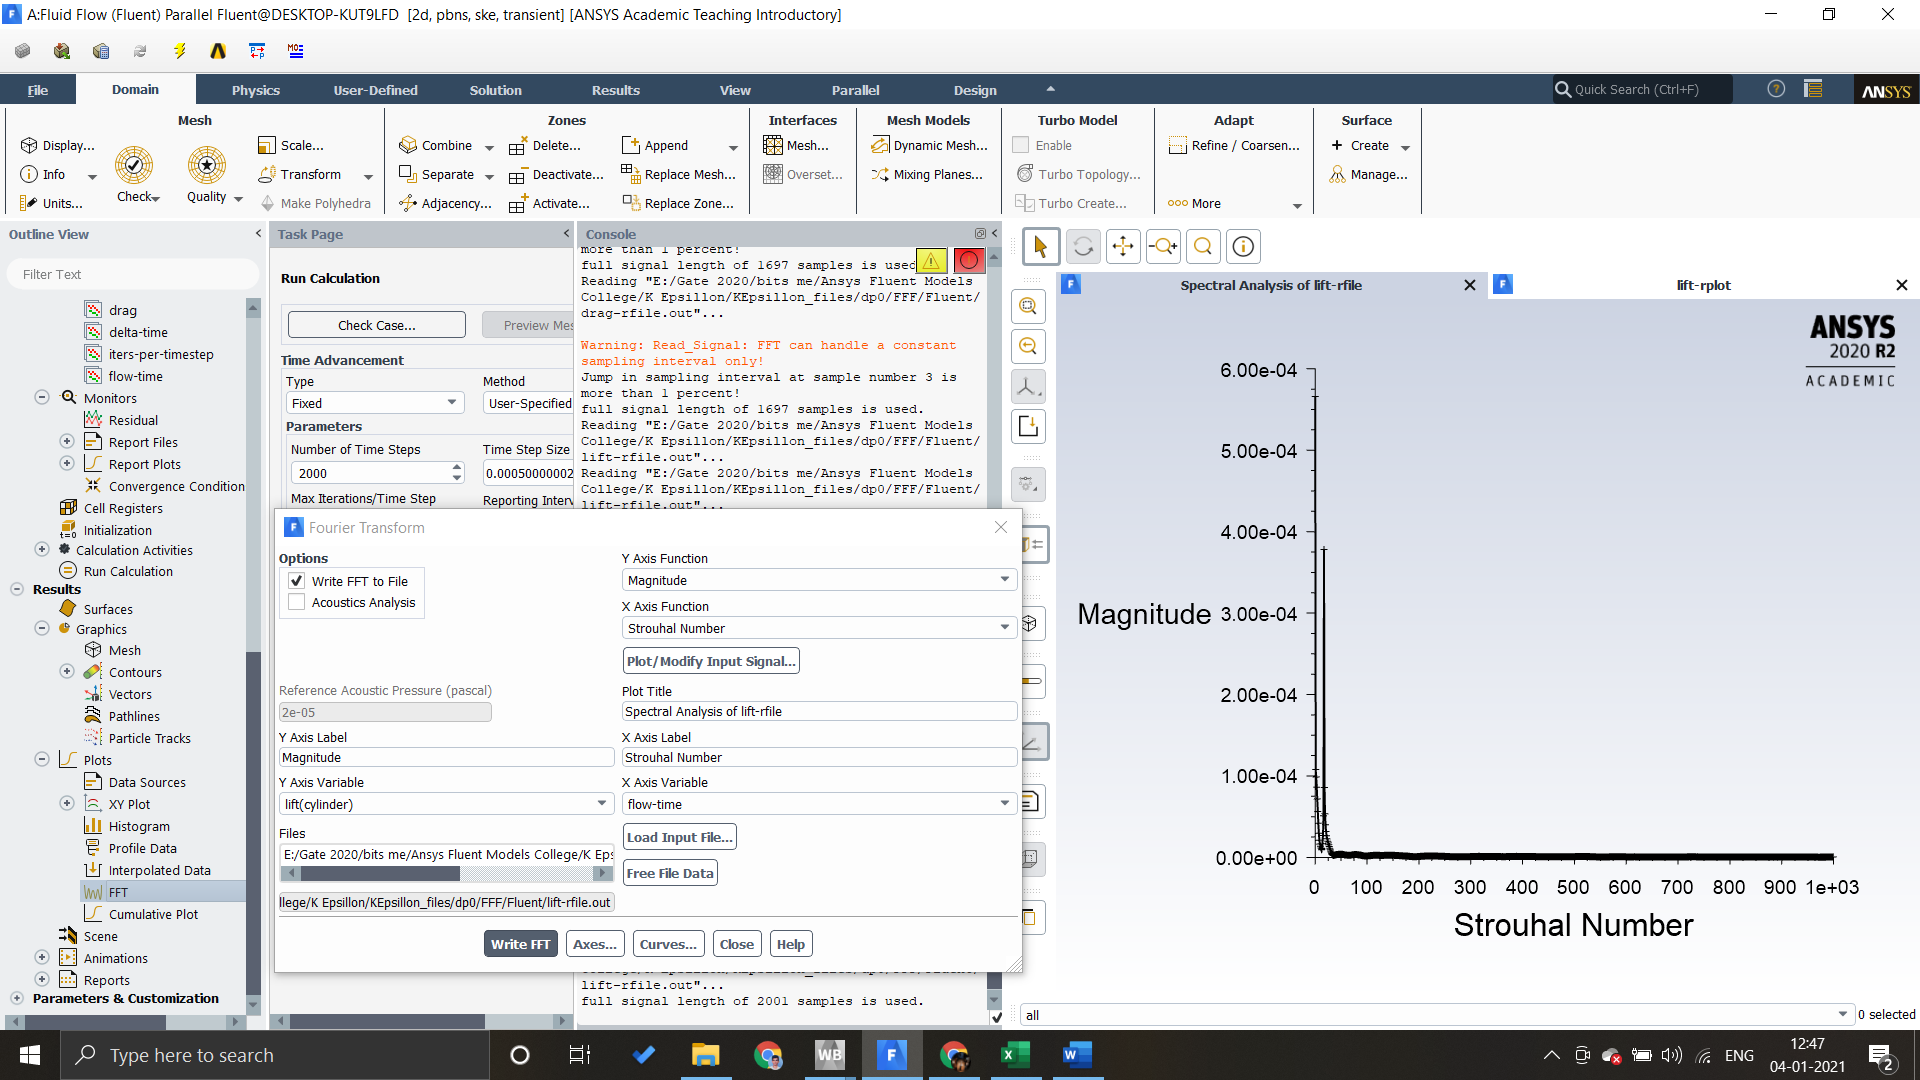 A:Fluid Flow (Fluent) Parallel Fluent@DESKTOP-KUT9LFD [2d, pbns, ske, transient] [ANSYS Academic Teaching Introductory]
File Domain Physics User-Defined Solution Results View Parallel Design Quick Search (Ctrl+F) ANSYS
Mesh Zones Interfaces Mesh Models Turbo Model Adapt Surface
Display... Scale... Combine Delete... Append Mesh... Dynamic Mesh... Enable Refine / Coarsen... Create
Info Transform Separate Deactivate... Replace Mesh... Overset... Mixing Planes... Turbo Topology... Manage...
Units... Check Quality Make Polyhedra Adjacency... Activate... Replace Zone... Turbo Create... More
Outline View
Filter Text
drag
delta-time
iters-per-timestep
flow-time
Monitors
Residual
Report Files
Report Plots
Convergence Condition
Cell Registers
Initialization
Calculation Activities
Run Calculation
Results
Surfaces
Graphics
Mesh
Contours
Vectors
Pathlines
Particle Tracks
Plots
Data Sources
XY Plot
Histogram
Profile Data
Interpolated Data
FFT
Cumulative Plot
Scene
Animations
Reports
Parameters & Customization
Task Page
Run Calculation
Check Case... Preview Mes
Time Advancement
Type Method
Fixed User-Specified
Parameters
Number of Time Steps Time Step Size
2000 0.00050000002
Max Iterations/Time Step Reporting Interv
Console
more than 1 percent!
full signal length of 1697 samples is used
Reading "E:/Gate 2020/bits me/Ansys Fluent Models
College/K Epsillon/KEpsillon_files/dp0/FFF/Fluent/
drag-rfile.out"...
Warning: Read_Signal: FFT can handle a constant
sampling interval only!
Jump in sampling interval at sample number 3 is
more than 1 percent!
full signal length of 1697 samples is used.
Reading "E:/Gate 2020/bits me/Ansys Fluent Models
College/K Epsillon/KEpsillon_files/dp0/FFF/Fluent/
lift-rfile.out"...
Reading "E:/Gate 2020/bits me/Ansys Fluent Models
College/K Epsillon/KEpsillon_files/dp0/FFF/Fluent/
lift-rfile.out"...
lift-rfile.out"...
full signal length of 2001 samples is used.
Fourier Transform
Options
Write FFT to File
Acoustics Analysis
Y Axis Function
Magnitude
X Axis Function
Strouhal Number
Plot/Modify Input Signal...
Reference Acoustic Pressure (pascal)
2e-05
Plot Title
Spectral Analysis of lift-rfile
Y Axis Label
Magnitude
X Axis Label
Strouhal Number
Y Axis Variable
lift(cylinder)
X Axis Variable
flow-time
Files
E:/Gate 2020/bits me/Ansys Fluent Models College/K Eps
llege/K Epsillon/KEpsillon_files/dp0/FFF/Fluent/lift-rfile.out
Load Input File...
Free File Data
Write FFT Axes... Curves... Close Help
Spectral Analysis of lift-rfile
lift-rplot
ANSYS
2020 R2
ACADEMIC
6.00e-04
5.00e-04
4.00e-04
Magnitude 3.00e-04
2.00e-04
1.00e-04
0.00e+00
0 100 200 300 400 500 600 700 800 900 1e+03
Strouhal Number
all 0 selected
Type here to search
ENG
12:47
04-01-2021
2